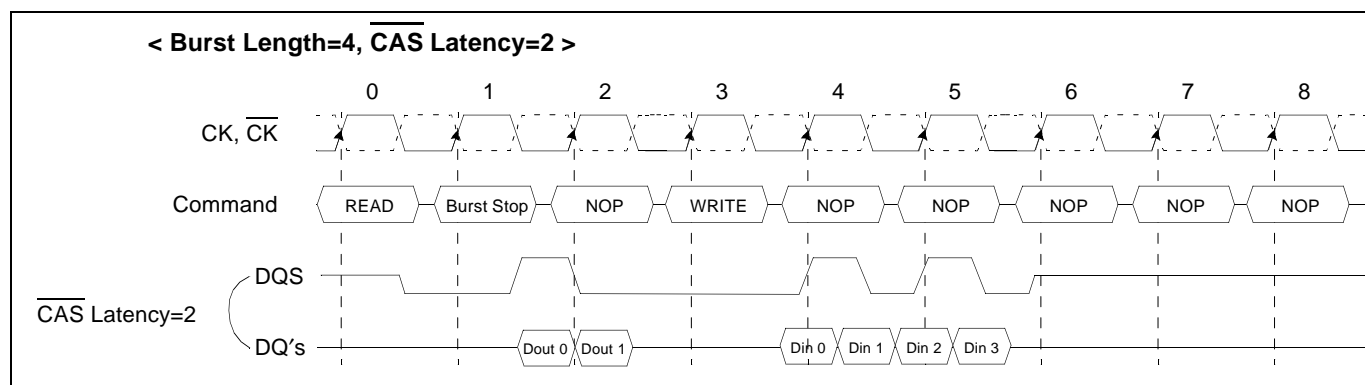 < Burst Length=4, CAS Latency=2 >
0 1 2 3 4 5 6 7 8
CK, CK
Command READ Burst Stop NOP WRITE NOP NOP NOP NOP NOP
DQS
CAS Latency=2
DQ's Dout 0 Dout 1 Din 0 Din 1 Din 2 Din 3